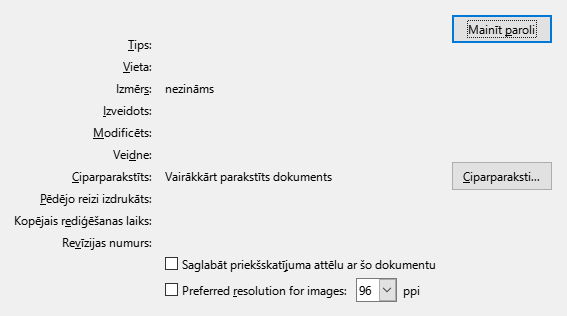 Mainīt paroli
Tips:
Vieta:
Izmērs: nezināms
Izveidots:
Modificēts:
Veidne:
Ciparparakstīts: Vairākkārt parakstīts dokuments Ciparparaksti...
Pēdējo reizi izdrukāts:
Kopējais rediģēšanas laiks:
Revīzijas numurs:
Saglabāt priekšskatījuma attēlu ar šo dokumentu
Preferred resolution for images: 96 ppi